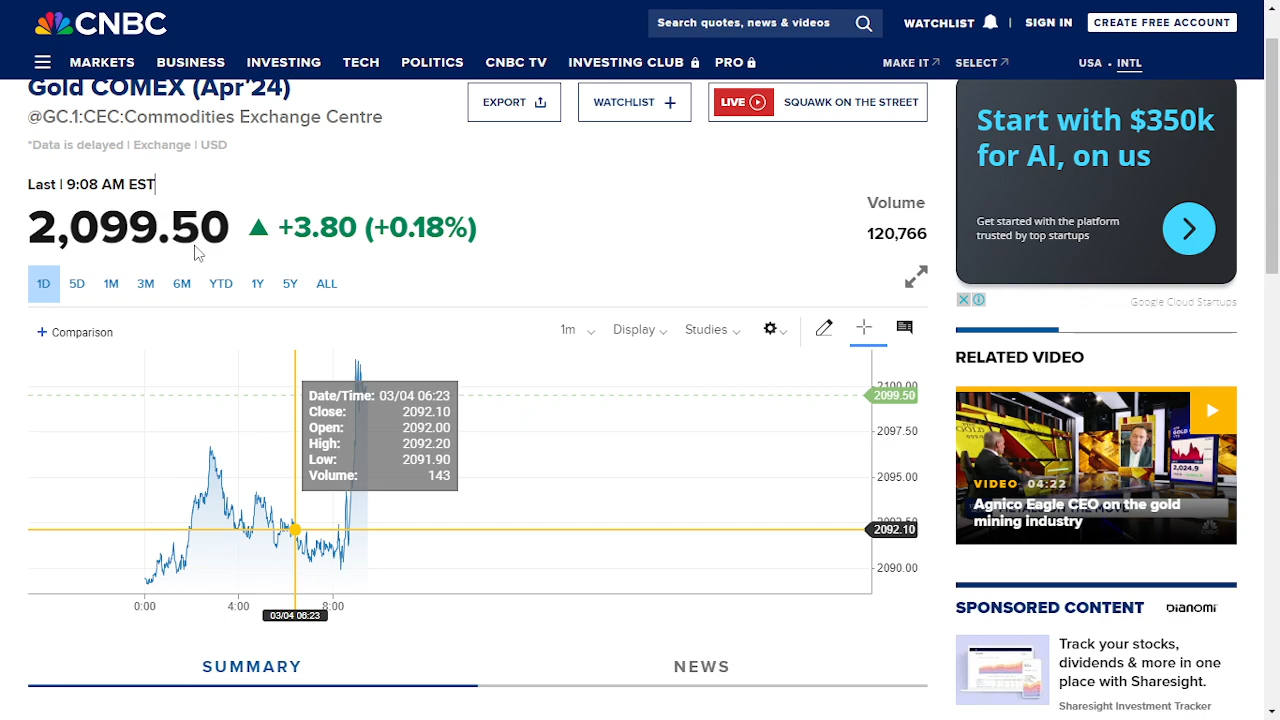 CNBC
Search quotes, news & videos
WATCHLIST
|
SIGN IN
CREATE FREE ACCOUNT
MARKETS
BUSINESS
INVESTING
TECH
POLITICS
CNBC TV
INVESTING CLUB
PRO
MAKE IT
SELECT
USA • INTL
Gold COMEX (Apr'24)
@GC.1:CEC:Commodities Exchange Centre
*Data is delayed | Exchange | USD
EXPORT
WATCHLIST +
LIVE
SQUAWK ON THE STREET
Last | 9:08 AM EST
2,099.50
+3.80 (+0.18%)
Volume
120,766
1D
5D
1M
3M
6M
YTD
1Y
5Y
ALL
+ Comparison
1m
Display
Studies
Date/Time: 03/04 06:23
Close: 2092.10
Open: 2092.00
High: 2092.20
Low: 2091.90
Volume: 143
2100.00
2099.50
2097.50
2095.00
2092.10
2090.00
0:00
4:00
8:00
03/04 06:23
SUMMARY
NEWS
Start with $350k
for AI, on us
Get started with the platform
trusted by top startups
Google Cloud Startups
RELATED VIDEO
GOLD
2,024.9
VIDEO 04:22
Agnico Eagle CEO on the gold
mining industry
SPONSORED CONTENT
DIANOMI
Track your stocks,
dividends & more in one
place with Sharesight.
Sharesight Investment Tracker